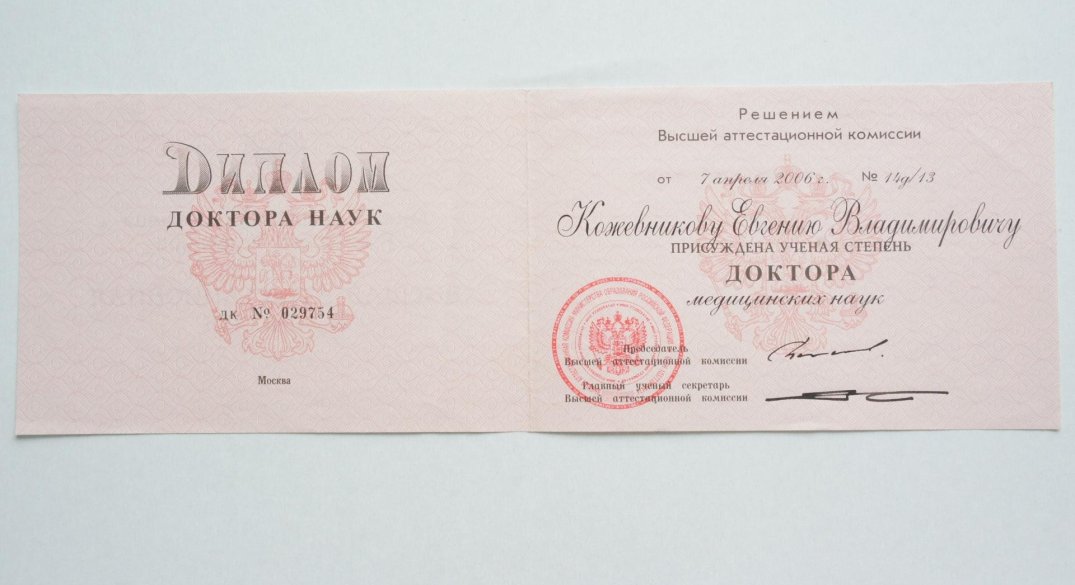 Диплом
ДОКТОРА НАУК
ДК № 029754
Москва
Решением
Высшей аттестационной комиссии
от 7 апреля 2006 г. № 14д/13
Кожевникову Евгению Владимировичу
ПРИСУЖДЕНА УЧЕНАЯ СТЕПЕНЬ
ДОКТОРА
медицинских наук
Председатель
Высшей аттестационной комиссии
Главный ученый секретарь
Высшей аттестационной комиссии